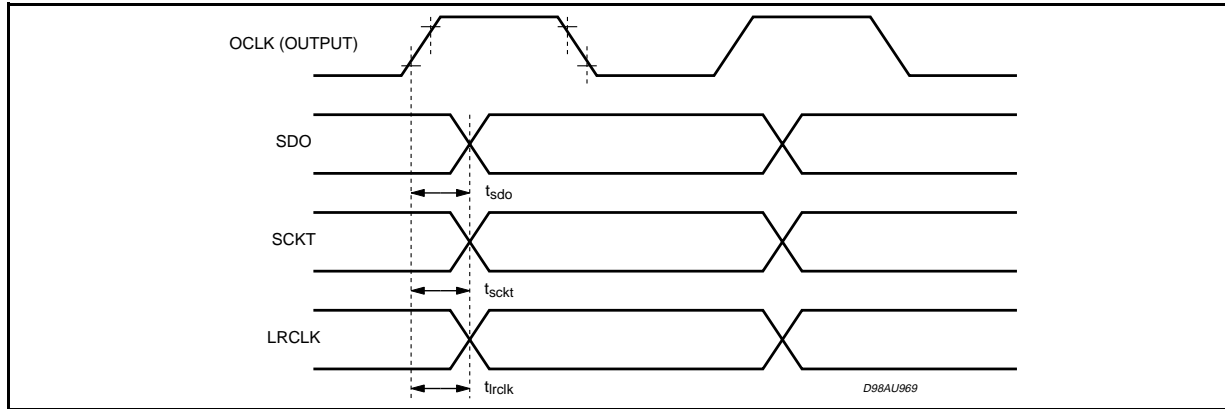 OCLK (OUTPUT)
SDO
tsdo
SCKT
tsckt
LRCLK
tlrclk
D98AU969